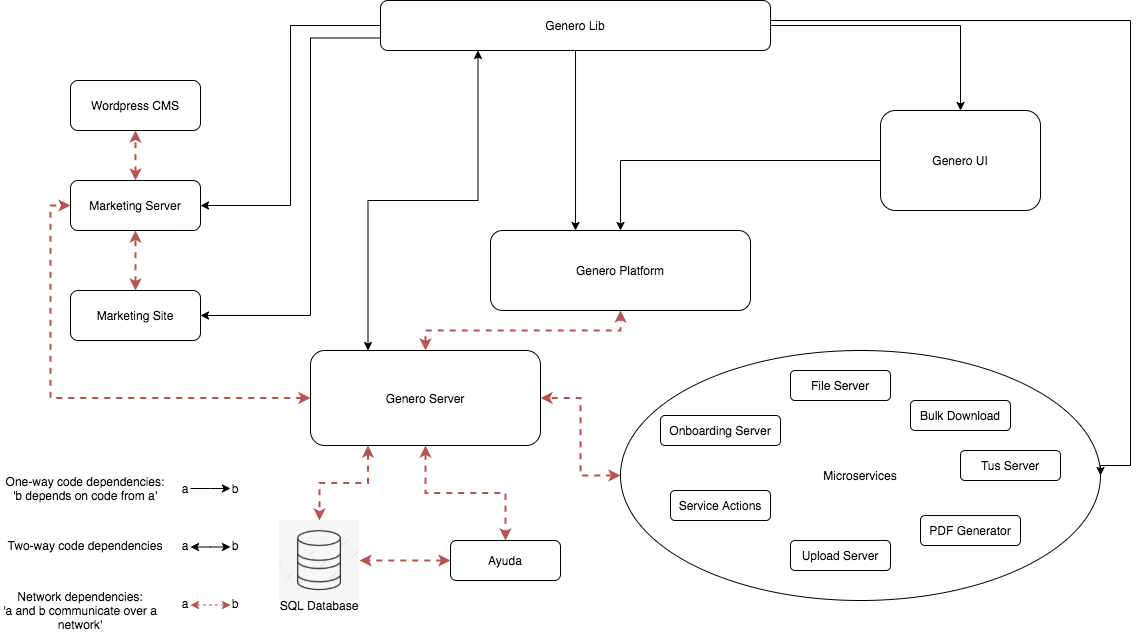 Genero Lib
Wordpress CMS
Genero UI
Marketing Server
Genero Platform
Marketing Site
Genero Server
File Server
Bulk Download
Onboarding Server
Tus Server
Microservices
Service Actions
PDF Generator
Upload Server
One-way code dependencies:
'b depends on code from a'
a b
Two-way code dependencies
a b
Network dependencies:
'a and b communicate over a
network'
a b
SQL Database
Ayuda